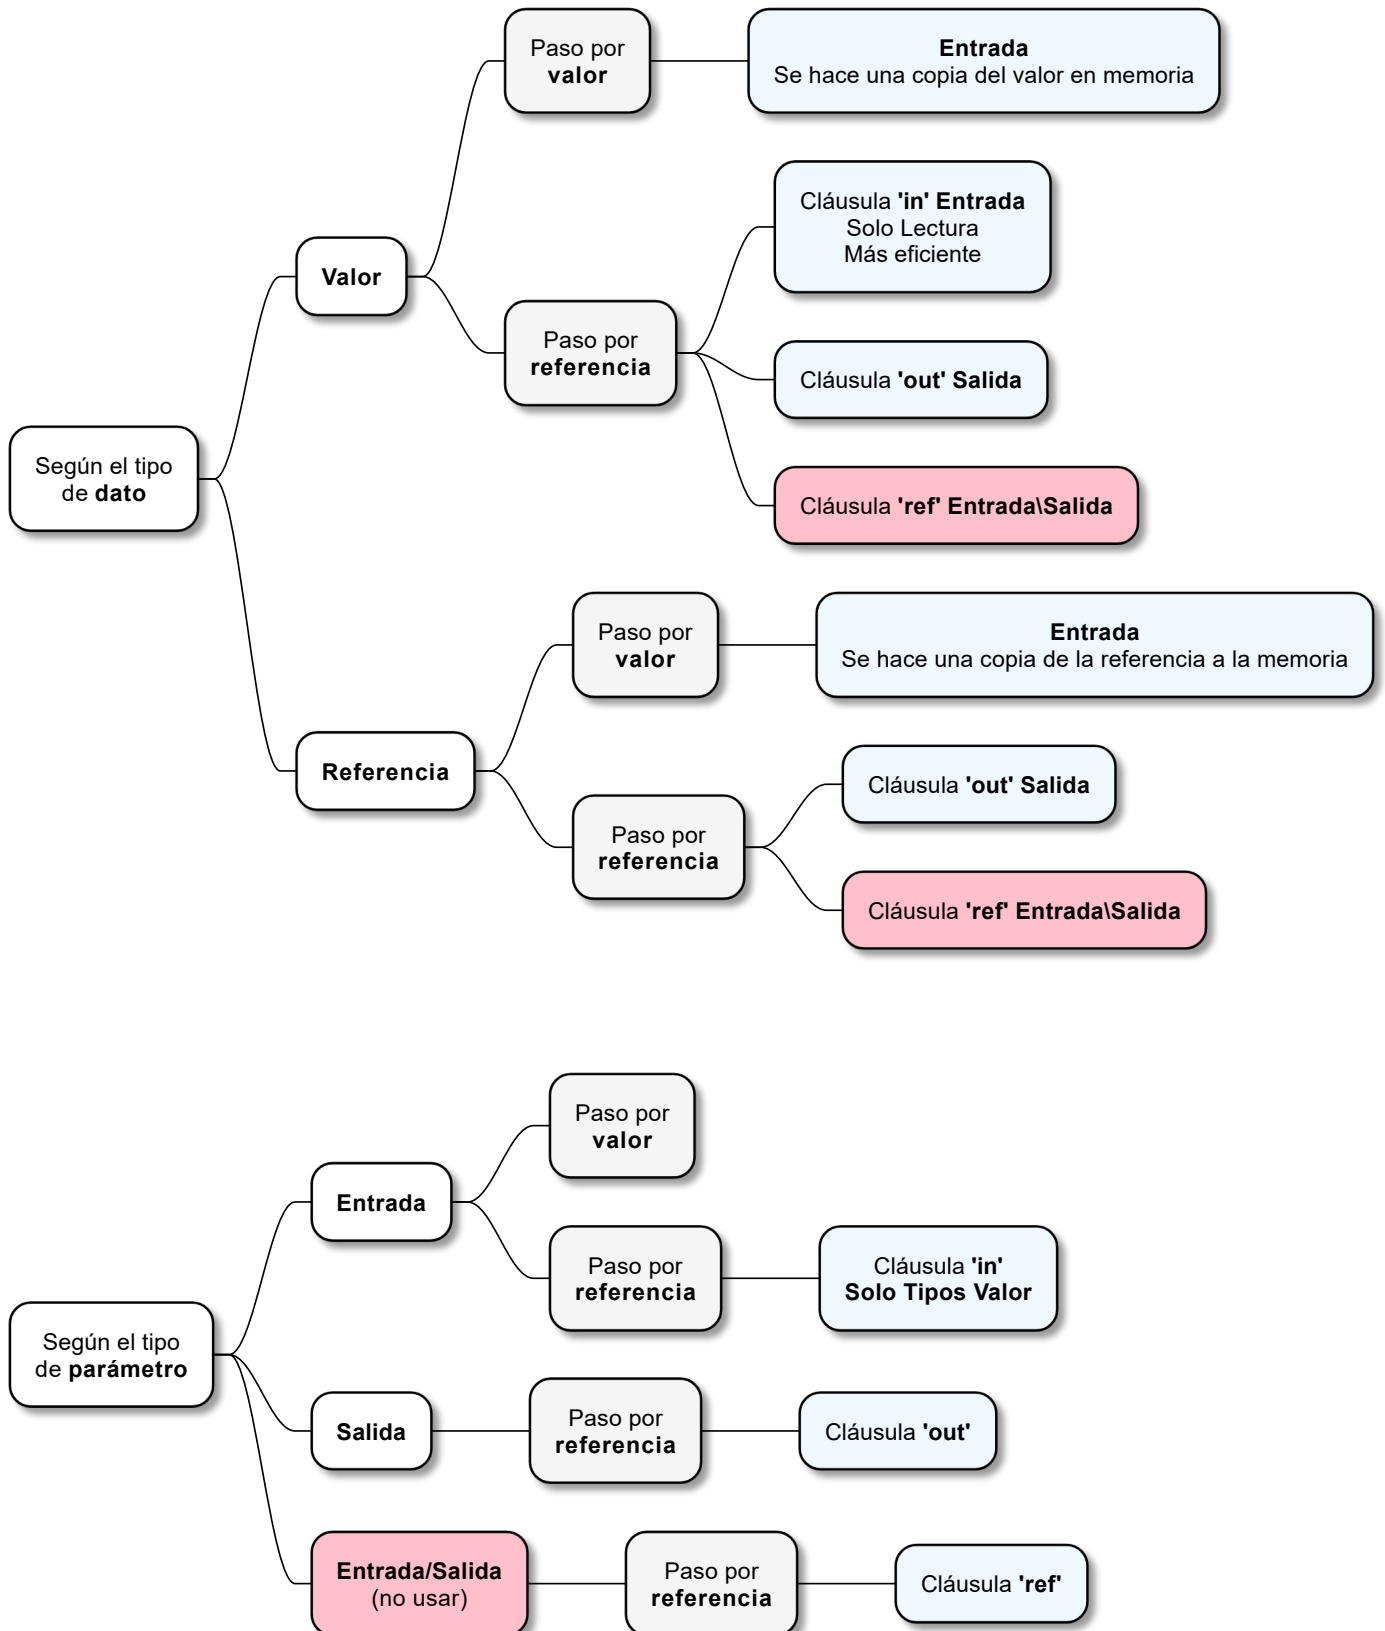 Según el tipo
de dato
Valor
Paso por
valor
Entrada
Se hace una copia del valor en memoria
Paso por
referencia
Cláusula 'in' Entrada
Solo Lectura
Más eficiente
Cláusula 'out' Salida
Cláusula 'ref' Entrada\Salida
Referencia
Paso por
valor
Entrada
Se hace una copia de la referencia a la memoria
Paso por
referencia
Cláusula 'out' Salida
Cláusula 'ref' Entrada\Salida
Según el tipo
de parámetro
Entrada
Paso por
valor
Paso por
referencia
Cláusula 'in'
Solo Tipos Valor
Salida
Paso por
referencia
Cláusula 'out'
Entrada/Salida
(no usar)
Paso por
referencia
Cláusula 'ref'